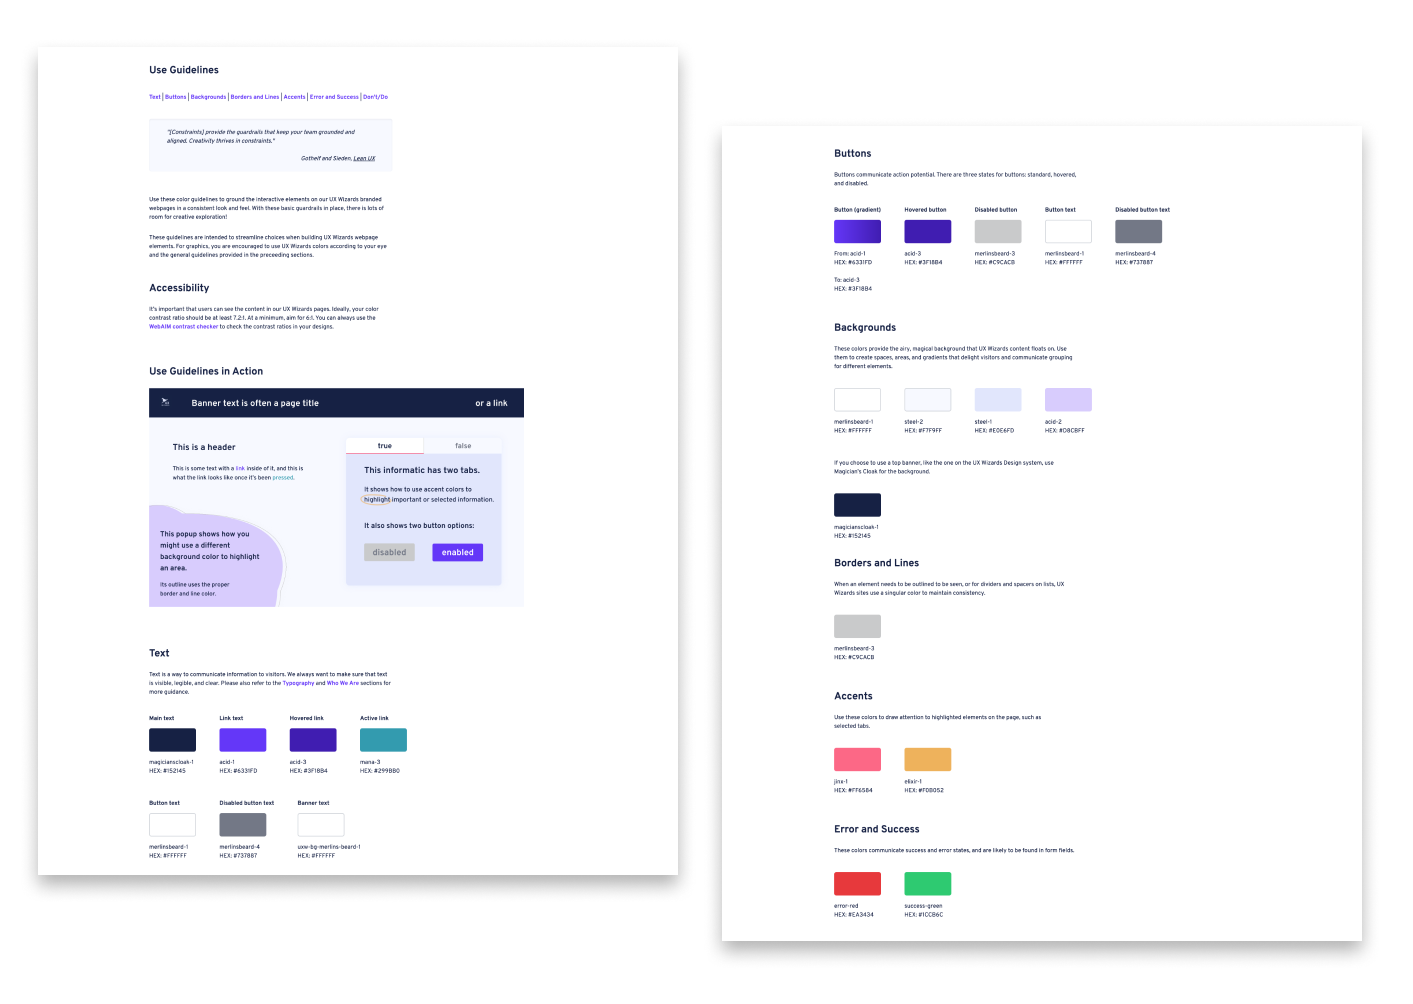 Use Guidelines
Text | Buttons | Backgrounds | Borders and Lines | Accents | Error and Success | Don't/Do
"[Constraints] provide the guardrails that keep your team grounded and
aligned. Creativity thrives in constraints."
Gothelf and Sieden, Lean UX
Use these color guidelines to ground the interactive elements on our UX Wizards branded
webpages in a consistent look and feel. With these basic guardrails in place, there is lots of
room for creative exploration!
These guidelines are intended to streamline choices when building UX Wizards webpage
elements. For graphics, you are encouraged to use UX Wizards colors according to your eye
and the general guidelines provided in the preceeding sections.
Accessibility
It's important that users can see the content in our UX Wizards pages. Ideally, your color
contrast ratio should be at least 7.2:1. At a minimum, aim for 6:1. You can always use the
WebAIM contrast checker to check the contrast ratios in your designs.
Use Guidelines in Action
Banner text is often a page title
or a link
This is a header
This is some text with a link inside of it, and this is
what the link looks like once it's been pressed.
true
false
This informatic has two tabs.
It shows how to use accent colors to
highlight important or selected information.
It also shows two button options:
disabled
enabled
This popup shows how you
might use a different
background color to highlight
an area.
Its outline uses the proper
border and line color.
Text
Text is a way to communicate information to visitors. We always want to make sure that text
is visible, legible, and clear. Please also refer to the Typography and Who We Are sections for
more guidance.
Main text
Link text
Hovered link
Active link
magicianscloak-1
acid-1
acid-3
mana-3
HEX: #152145
HEX: #6331FD
HEX: #3F18B4
HEX: #299BB0
Button text
Disabled button text
Banner text
merlinsbeard-1
merlinsbeard-4
uxw-bg-merlins-beard-1
HEX: #FFFFFF
HEX: #737887
HEX: #FFFFFF
Buttons
Buttons communicate action potential. There are three states for buttons: standard, hovered,
and disabled.
Button (gradient)
Hovered button
Disabled button
Button text
Disabled button text
From: acid-1
acid-3
merlinsbeard-3
merlinsbeard-1
merlinsbeard-4
HEX: #6331FD
HEX: #3F18B4
HEX: #C9CACB
HEX: #FFFFFF
HEX: #737887
To: acid-3
HEX: #3F18B4
Backgrounds
These colors provide the airy, magical background that UX Wizards content floats on. Use
them to create spaces, areas, and gradients that delight visitors and communicate grouping
for different elements.
merlinsbeard-1
steel-2
steel-1
acid-2
HEX: #FFFFFF
HEX: #F7F9FF
HEX: #E0E6FD
HEX: #D8CBFF
If you choose to use a top banner, like the one on the UX Wizards Design system, use
Magician's Cloak for the background.
magicianscloak-1
HEX: #152145
Borders and Lines
When an element needs to be outlined to be seen, or for dividers and spacers on lists, UX
Wizards sites use a singular color to maintain consistency.
merlinsbeard-3
HEX: #C9CACB
Accents
Use these colors to draw attention to highlighted elements on the page, such as
selected tabs.
jinx-1
elixir-1
HEX: #FF6584
HEX: #F0B052
Error and Success
These colors communicate success and error states, and are likely to be found in form fields.
error-red
success-green
HEX: #EA3434
HEX: #1CCB6C